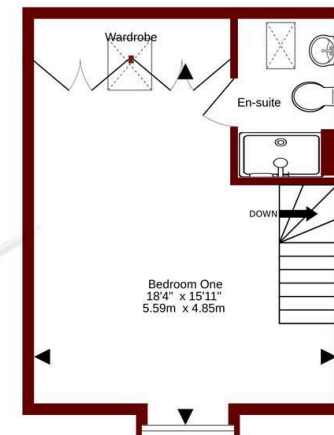 Wardrobe
En-suite
DOWN
Bedroom One
18'4" x 15'11"
5.59m x 4.85m